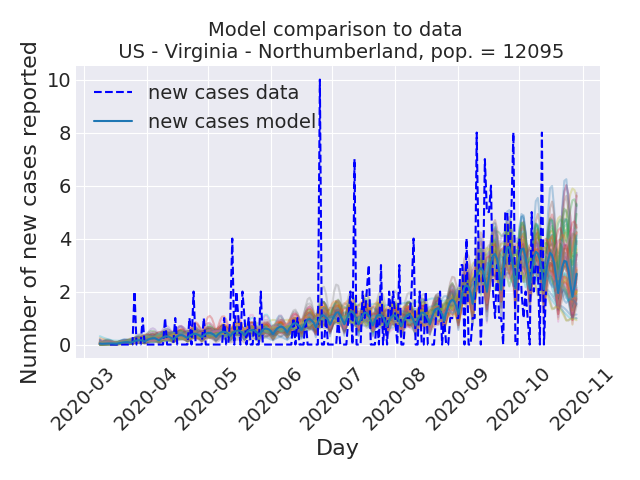 Model comparison to data
US - Virginia - Northumberland, pop. = 12095
Number of new cases reported
10
8
6
4
2
0
new cases data
new cases model
2020-03
2020-04
2020-05
2020-06
2020-07
2020-08
2020-09
2020-10
2020-11
Day